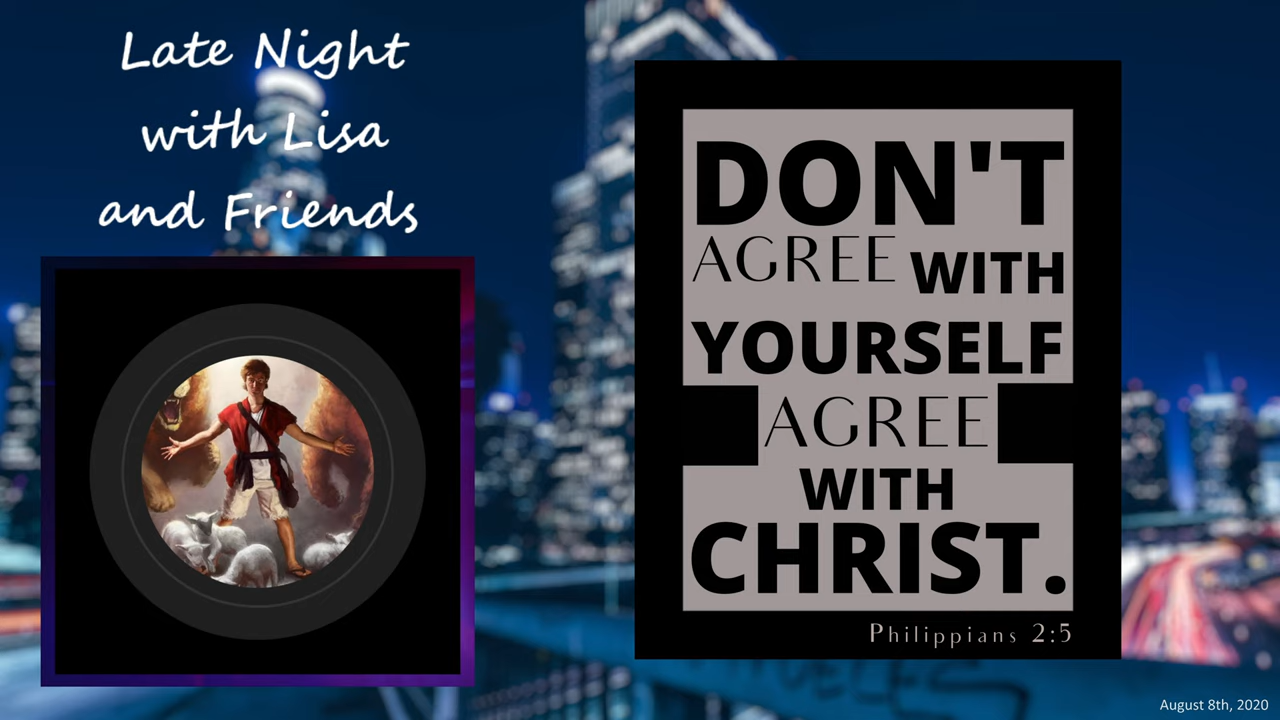 Late Night
with Lisa
and Friends
DON'T
AGREE WITH
YOURSELF
AGREE
WITH
CHRIST.
Philippians 2:5
August 8th, 2020